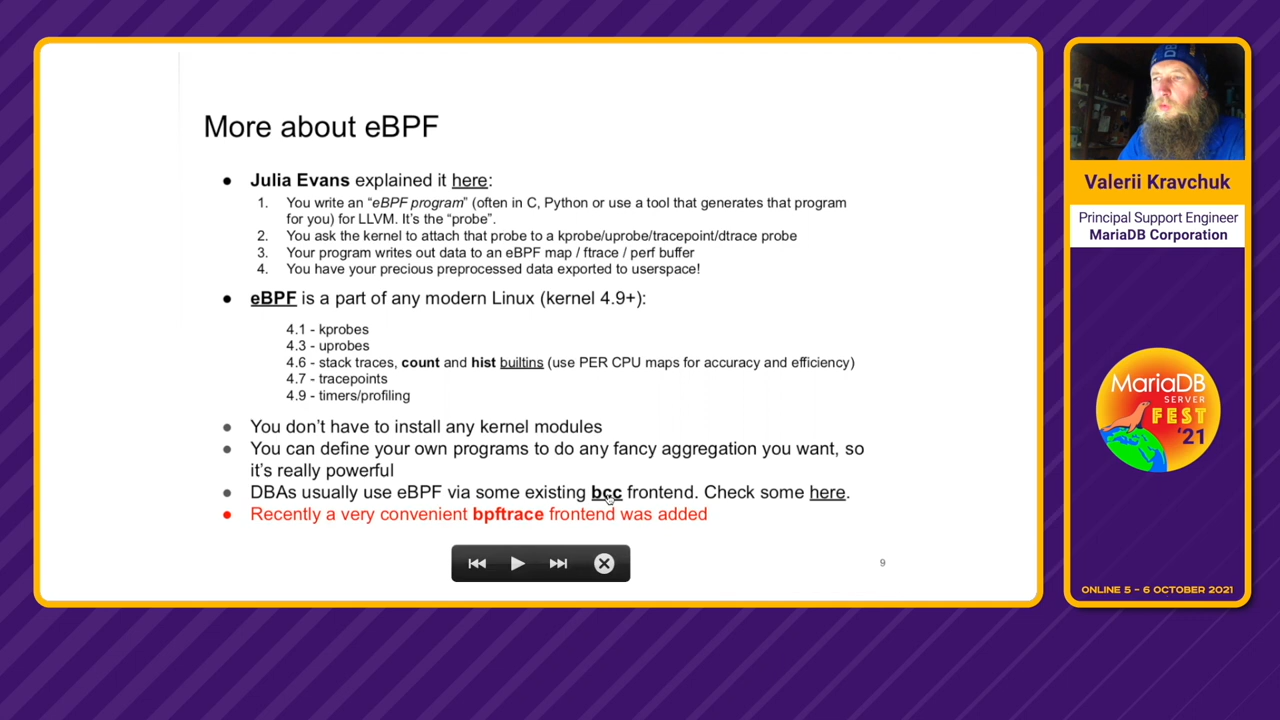 More about eBPF
● Julia Evans explained it here:
1. You write an “eBPF program” (often in C, Python or use a tool that generates that program
for you) for LLVM. It’s the “probe”.
2. You ask the kernel to attach that probe to a kprobe/uprobe/tracepoint/dtrace probe
3. Your program writes out data to an eBPF map / ftrace / perf buffer
4. You have your precious preprocessed data exported to userspace!
● eBPF is a part of any modern Linux (kernel 4.9+):
4.1 - kprobes
4.3 - uprobes
4.6 - stack traces, count and hist builtins (use PER CPU maps for accuracy and efficiency)
4.7 - tracepoints
4.9 - timers/profiling
● You don’t have to install any kernel modules
● You can define your own programs to do any fancy aggregation you want, so
it’s really powerful
● DBAs usually use eBPF via some existing bcc frontend. Check some here.
● Recently a very convenient bpftrace frontend was added
9
DB
Valerii Kravchuk
Principal Support Engineer
MariaDB Corporation
MariaDB
SERVER
FEST
'21
ONLINE 5 - 6 OCTOBER 2021